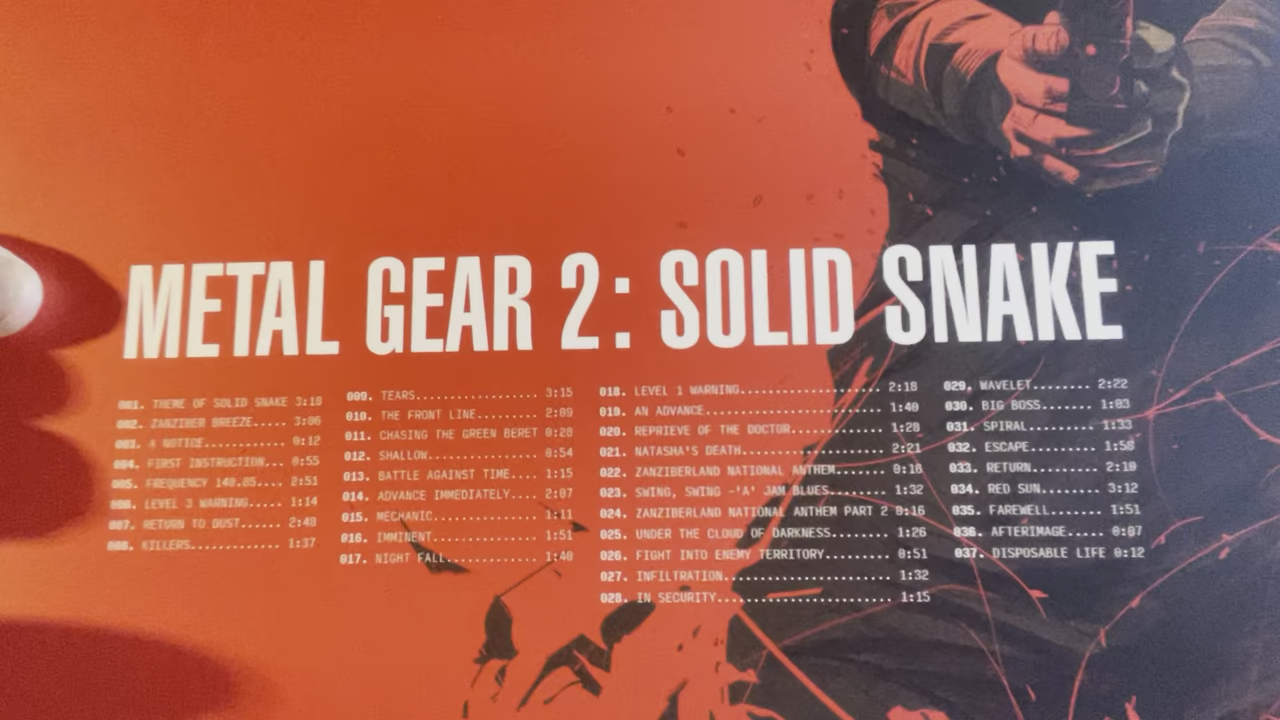 METAL GEAR 2: SOLID SNAKE
001. THEME OF SOLID SNAKE 3:18
002. ZANZIBER BREEZE..... 3:06
003. A NOTICE............ 0:12
004. FIRST INSTRUCTION... 0:55
005. FREQUENCY 140.85.... 2:51
006. LEVEL 3 WARNING..... 1:14
007. RETURN TO DUST...... 2:48
008. KILLERS............. 1:37
009. TEARS.................. 3:15
010. THE FRONT LINE......... 2:09
011. CHASING THE GREEN BERET 0:28
012. SHALLOW................ 0:54
013. BATTLE AGAINST TIME.... 1:15
014. ADVANCE IMMEDIATELY.... 2:07
015. MECHANIC............... 1:11
016. IMMINENT............... 1:51
017. NIGHT FALL............. 1:40
018. LEVEL 1 WARNING..................... 2:18
019. AN ADVANCE.......................... 1:40
020. REPRIEVE OF THE DOCTOR.............. 1:28
021. NATASHA'S DEATH..................... 2:21
022. ZANZIBERLAND NATIONAL ANTHEM........ 0:16
023. SWING, SWING -'A' JAM BLUES......... 1:32
024. ZANZIBERLAND NATIONAL ANTHEM PART 2 0:16
025. UNDER THE CLOUD OF DARKNESS......... 1:26
026. FIGHT INTO ENEMY TERRITORY.......... 0:51
027. INFILTRATION........................ 1:32
028. IN SECURITY......................... 1:15
029. WAVELET........ 2:22
030. BIG BOSS....... 1:03
031. SPIRAL......... 1:33
032. ESCAPE......... 1:58
033. RETURN......... 2:10
034. RED SUN........ 3:12
035. FAREWELL....... 1:51
036. AFTERIMAGE..... 0:07
037. DISPOSABLE LIFE 0:12